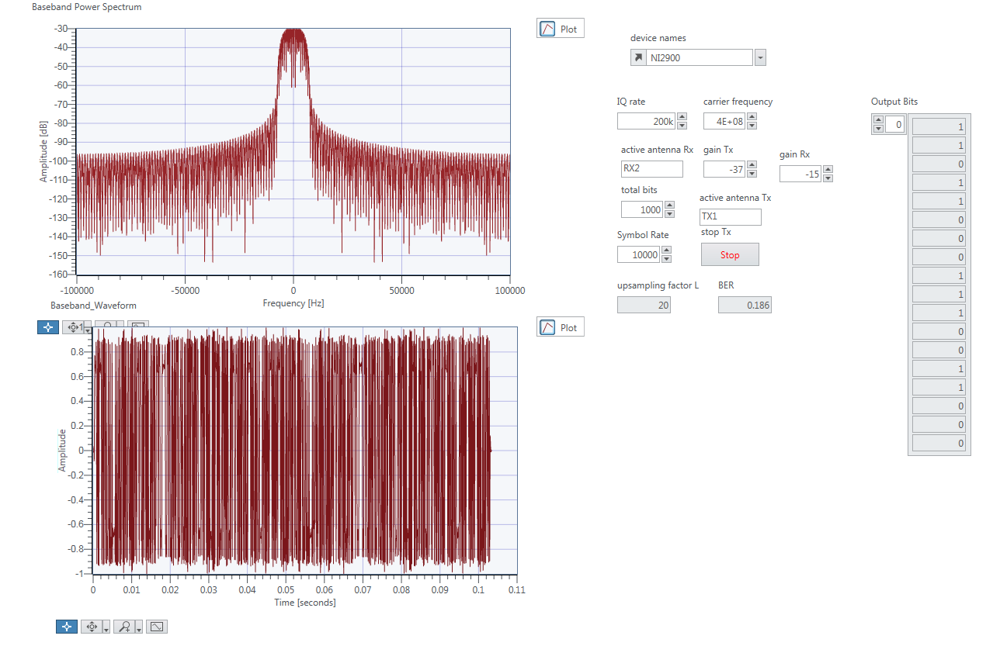 Baseband Power Spectrum
Plot
-30
-40
-50
-60
-70
-80
-90
-100
-110
-120
-130
-140
-150
-160
Amplitude [dB]
-100000 -50000 0 50000 100000
Frequency [Hz]
device names
NI2900
IQ rate carrier frequency
200k 4E+08
active antenna Rx gain Tx gain Rx
RX2 -37 -15
total bits active antenna Tx
1000 TX1
Symbol Rate stop Tx
10000 Stop
upsampling factor L BER
20 0.186
Output Bits
0
1
1
0
1
1
0
0
0
1
1
1
0
0
1
1
0
0
0
Baseband_Waveform
1
Plot
0.8
0.6
0.4
0.2
0
-0.2
-0.4
-0.6
-0.8
-1
Amplitude
0 0.01 0.02 0.03 0.04 0.05 0.06 0.07 0.08 0.09 0.1 0.11
Time [seconds]